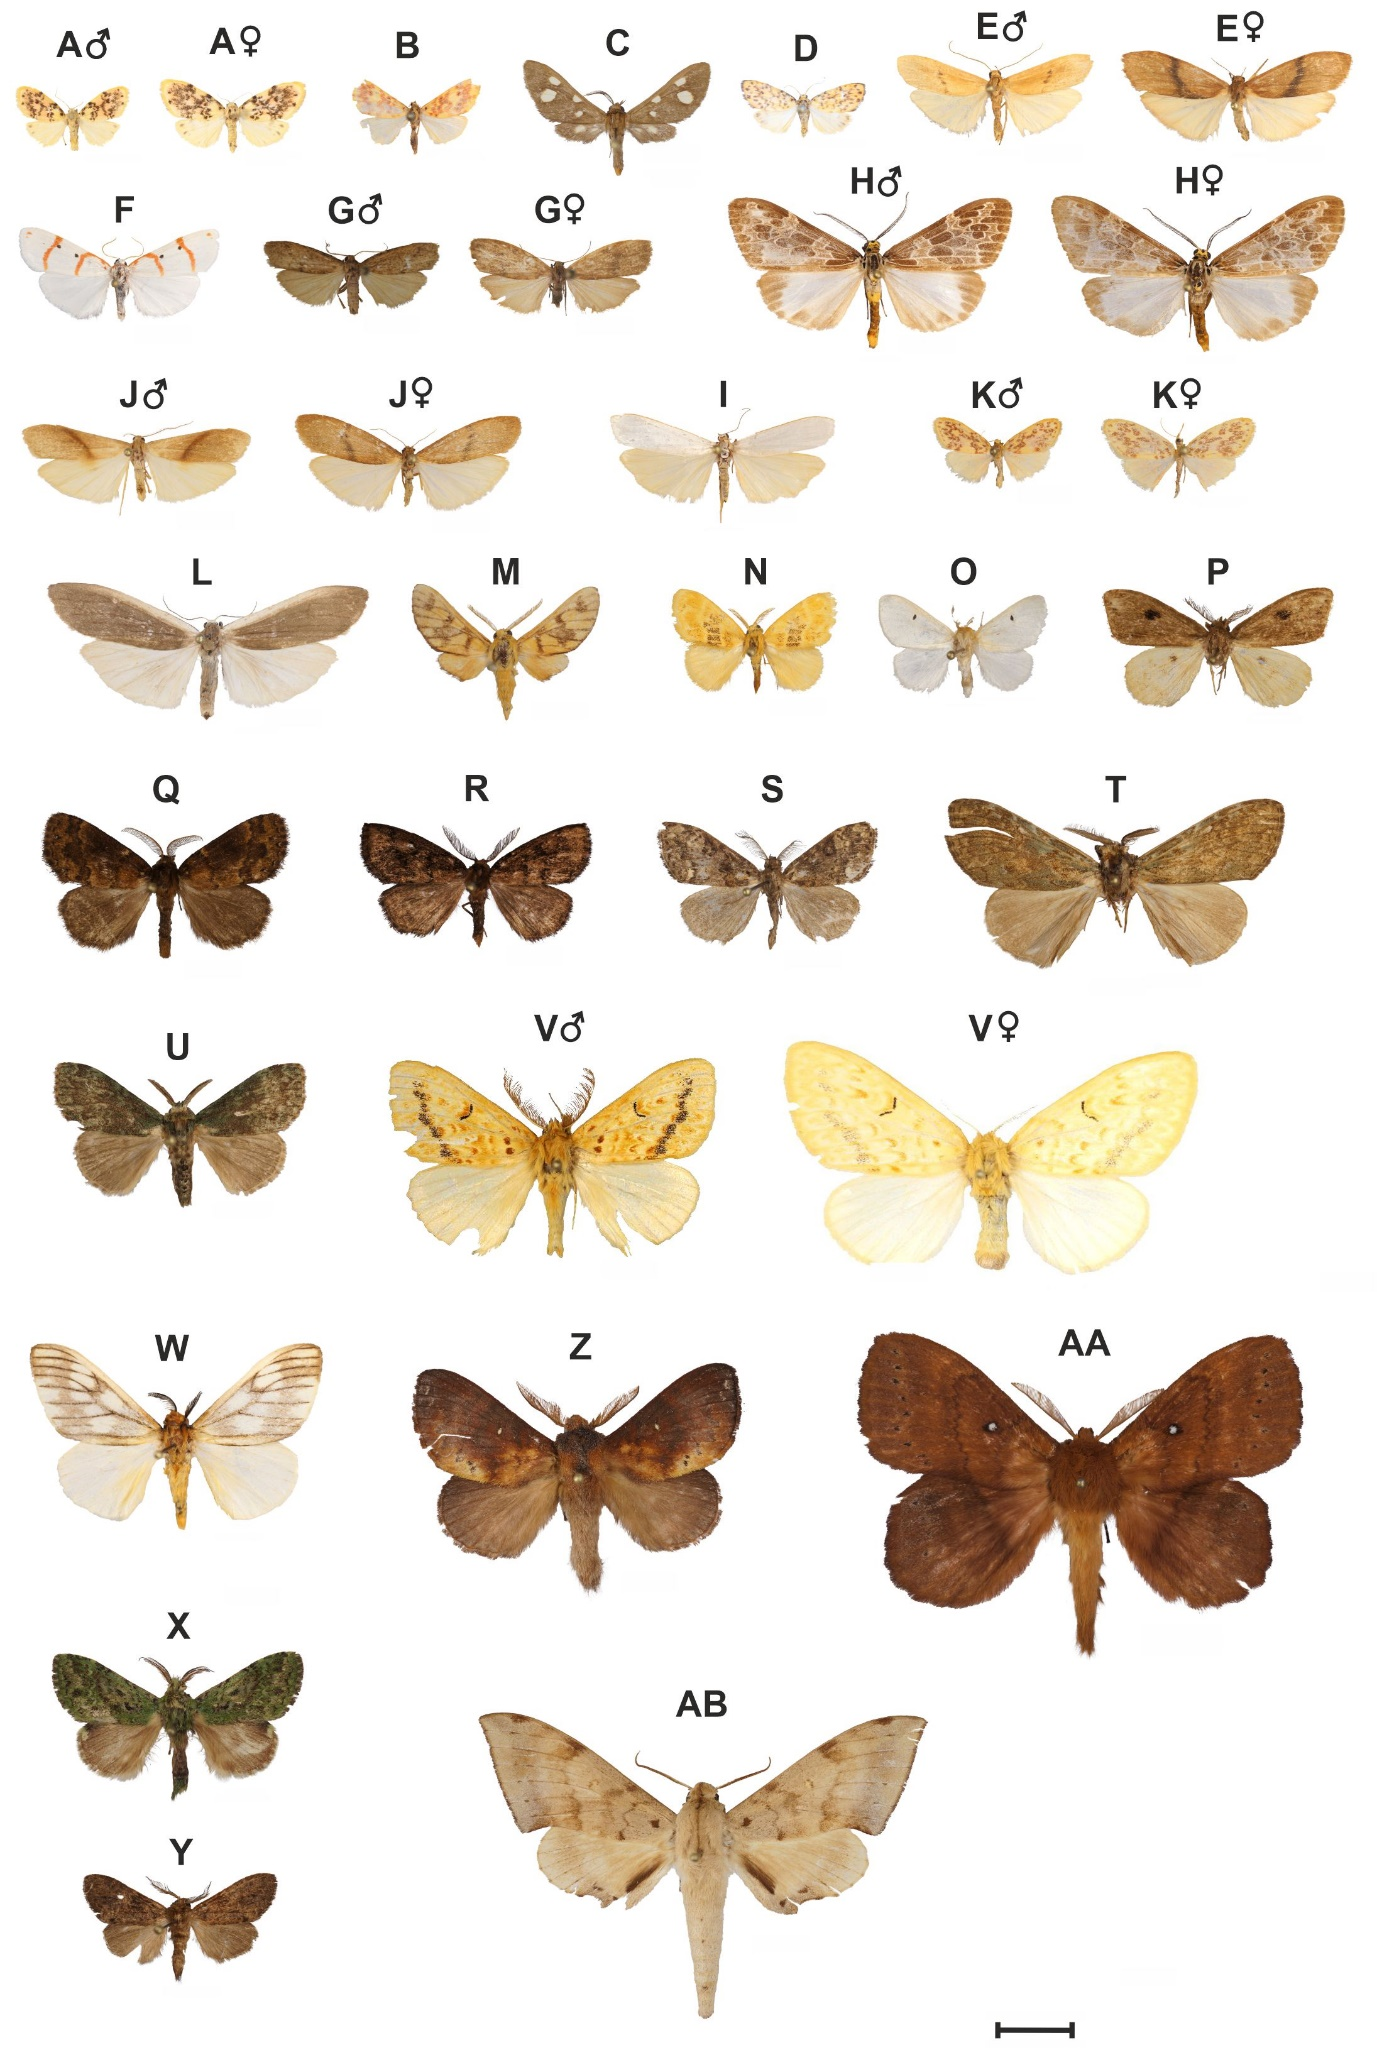 A♂ A♀ B C D E♂ E♀
F G♂ G♀ H♂ H♀
J♂ J♀ I K♂ K♀
L M N O P
Q R S T
U V♂ V♀
W Z AA
X
AB
Y